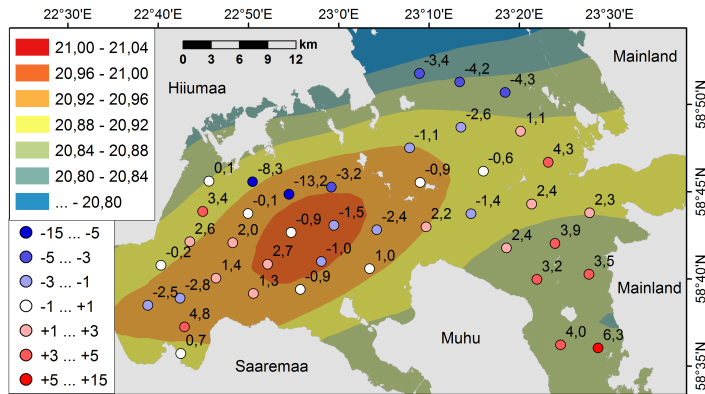 22°40'E 22°50'E 23°0'E 23°10'E 23°20'E 23°30'E
21,00 - 21,04
20,96 - 21,00
20,92 - 20,96
20,88 - 20,92
20,84 - 20,88
20,80 - 20,84
... - 20,80
-15 ... -5
-5 ... -3
-3 ... -1
-1 ... +1
+1 ... +3
+3 ... +5
+5 ... +15
0 3 6 9 12 km
Hiiumaa
Mainland
-3,4
-4,2
-4,3
-2,6
1,1
-1,1
4,3
-0,6
-0,9
0,1
-8,3
-13,2
-3,2
3,4
-0,1
-0,9
-1,5
-2,4
2,2
-1,4
2,4
2,3
2,6
2,0
2,7
-1,0
1,0
2,4
3,9
-0,2
1,4
1,3
-0,9
3,2
3,5
-2,5
-2,8
4,8
0,7
4,0
6,3
Mainland
Muhu
Saaremaa
58°50'N
58°45'N
58°40'N
58°35'N